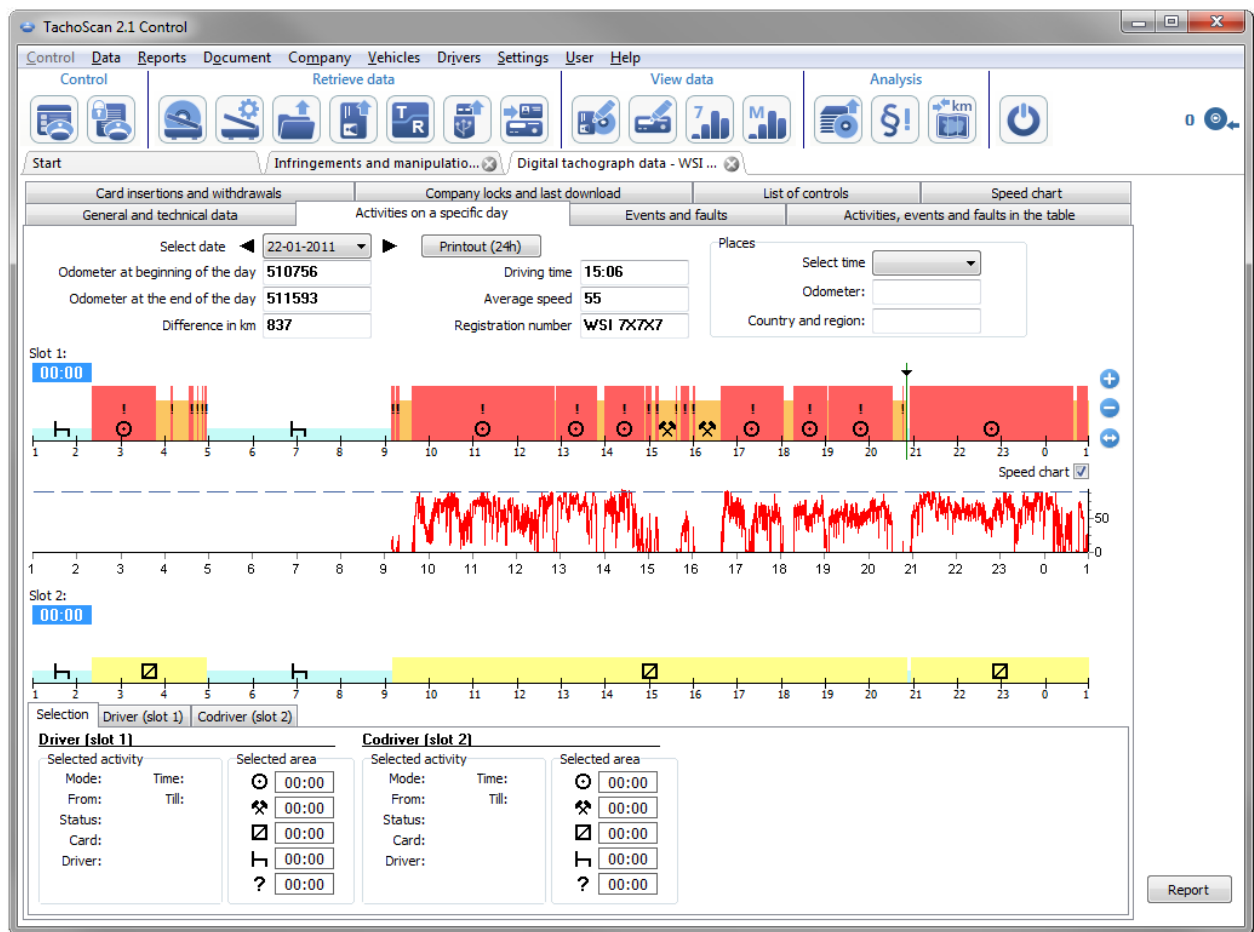 TachoScan 2.1 Control
Control Data Reports Document Company Vehicles Drivers Settings User Help
Control Retrieve data View data Analysis
T R 7 M §! km
0
Start Infringements and manipulatio... Digital tachograph data - WSI ...
Card insertions and withdrawals Company locks and last download List of controls Speed chart
General and technical data Activities on a specific day Events and faults Activities, events and faults in the table
Select date 22-01-2011 Printout (24h) Places
Select time
Odometer at beginning of the day 510756 Driving time 15:06
Odometer:
Odometer at the end of the day 511593 Average speed 55
Country and region:
Difference in km 837 Registration number WSI 7X7X7
Slot 1:
00:00
! ! ! ! ! ! ! ! ! ! ! ! ! ! ! ! ! ! ! ! !
1 2 3 4 5 6 7 8 9 10 11 12 13 14 15 16 17 18 19 20 21 22 23 0 1
Speed chart
50
0
1 2 3 4 5 6 7 8 9 10 11 12 13 14 15 16 17 18 19 20 21 22 23 0 1
Slot 2:
00:00
1 2 3 4 5 6 7 8 9 10 11 12 13 14 15 16 17 18 19 20 21 22 23 0 1
Selection Driver (slot 1) Codriver (slot 2)
Driver (slot 1) Codriver (slot 2)
Selected activity Selected area Selected activity Selected area
Mode: Time: 00:00 Mode: Time: 00:00
From: Till: 00:00 From: Till: 00:00
Status: 00:00 Status: 00:00
Card: 00:00 Card: 00:00
Driver: ? 00:00 Driver: ? 00:00
Report